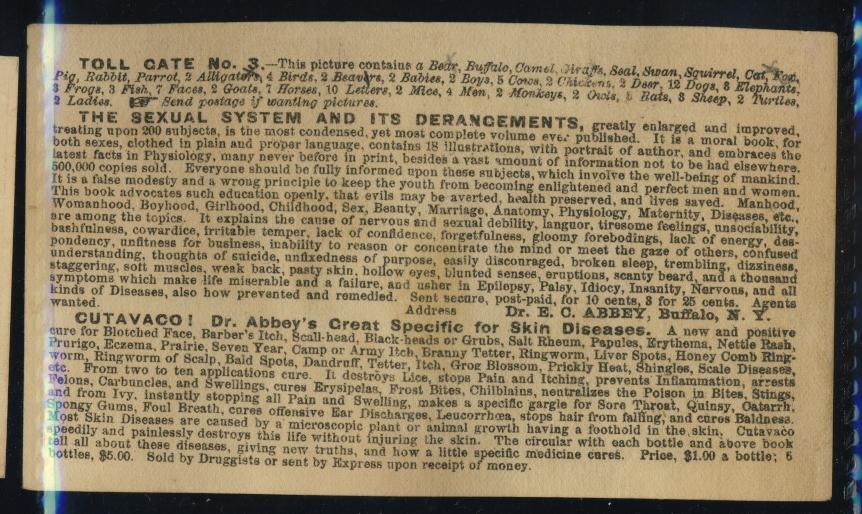 TOLL GATE No. 3.—This picture contains a Bear, Buffalo, Camel, Giraffe, Seal, Swan, Squirrel, Cat, Fox,
Pig, Rabbit, Parrot, 2 Alligators, 4 Birds, 2 Beavers, 2 Babies, 2 Boys, 5 Cows, 2 Chickens, 2 Deer, 12 Dogs, 3 Elephants,
3 Frogs, 3 Fish, 7 Faces, 2 Goats, 7 Horses, 10 Letters, 2 Mice, 4 Men, 2 Monkeys, 2 Owls, Rats, 3 Sheep, 2 Turtles,
2 Ladies. ☞ Send postage if wanting pictures.
THE SEXUAL SYSTEM AND ITS DERANGEMENTS, greatly enlarged and improved,
treating upon 200 subjects, is the most condensed, yet most complete volume ever published. It is a moral book, for
both sexes, clothed in plain and proper language, contains 18 illustrations, with portrait of author, and embraces the
latest facts in Physiology, many never before in print, besides a vast amount of information not to be had elsewhere.
500,000 copies sold. Everyone should be fully informed upon these subjects, which involve the well-being of mankind.
It is a false modesty and a wrong principle to keep the youth from becoming enlightened and perfect men and women.
This book advocates such education openly, that evils may be averted, health preserved, and lives saved. Manhood,
Womanhood, Boyhood, Girlhood, Childhood, Sex, Beauty, Marriage, Anatomy, Physiology, Maternity, Diseases, etc.,
are among the topics. It explains the cause of nervous and sexual debility, languor, tiresome feelings, unsociability,
bashfulness, cowardice, irritable temper, lack of confidence, forgetfulness, gloomy forebodings, lack of energy, des-
pondency, unfitness for business, inability to reason or concentrate the mind or meet the gaze of others, confused
understanding, thoughts of suicide, unfixedness of purpose, easily discouraged, broken sleep, trembling, dizziness,
staggering, soft muscles, weak back, pasty skin, hollow eyes, blunted senses, eruptions, scanty beard, and a thousand
symptoms which make life miserable and a failure, and usher in Epilepsy, Palsy, Idiocy, Insanity, Nervous, and all
kinds of Diseases, also how prevented and remedied. Sent secure, post-paid, for 10 cents, 3 for 25 cents. Agents
wanted. Address Dr. E. C. ABBEY, Buffalo, N. Y.
CUTAVACO! Dr. Abbey's Great Specific for Skin Diseases. A new and positive
cure for Blotched Face, Barber's Itch, Scall-head, Black-heads or Grubs, Salt Rheum, Papules, Erythema, Nettle Rash,
Prurigo, Eczema, Prairie, Seven Year, Camp or Army Itch, Branny Tetter, Ringworm, Liver Spots, Honey Comb Ring-
worm, Ringworm of Scalp, Bald Spots, Dandruff, Tetter, Itch, Grog Blossom, Prickly Heat, Shingles, Scale Diseases,
etc. From two to ten applications cure. It destroys Lice, stops Pain and Itching, prevents Inflammation, arrests
Felons, Carbuncles, and Swellings, cures Erysipelas, Frost Bites, Chilblains, neutralizes the Poison in Bites, Stings,
and from Ivy, instantly stopping all Pain and Swelling, makes a specific gargle for Sore Throat, Quinsy, Catarrh,
Spongy Gums, Foul Breath, cures offensive Ear Discharges, Leucorrhœa, stops hair from falling, and cures Baldness.
Most Skin Diseases are caused by a microscopic plant or animal growth having a foothold in the skin. Cutavaco
speedily and painlessly destroys this life without injuring the skin. The circular with each bottle and above book
tell all about these diseases, giving new truths, and how a little specific medicine cures. Price, $1.00 a bottle; 6
bottles, $5.00. Sold by Druggists or sent by Express upon receipt of money.